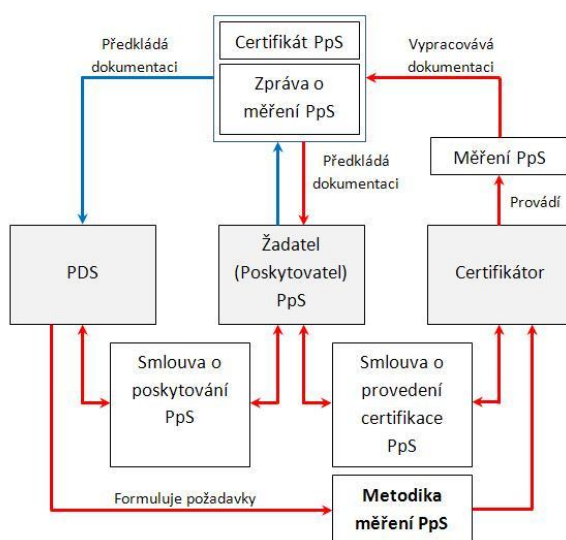 Certifikát PpS
Předkládá
dokumentaci
Vypracovává
dokumentaci
Zpráva o
měření PpS
Předkládá
dokumentaci
Měření PpS
Provádí
PDS
Žadatel
(Poskytovatel)
PpS
Certifikátor
Smlouva o
poskytování
PpS
Smlouva o
provedení
certifikace
PpS
Formuluje požadavky
Metodika
měření PpS